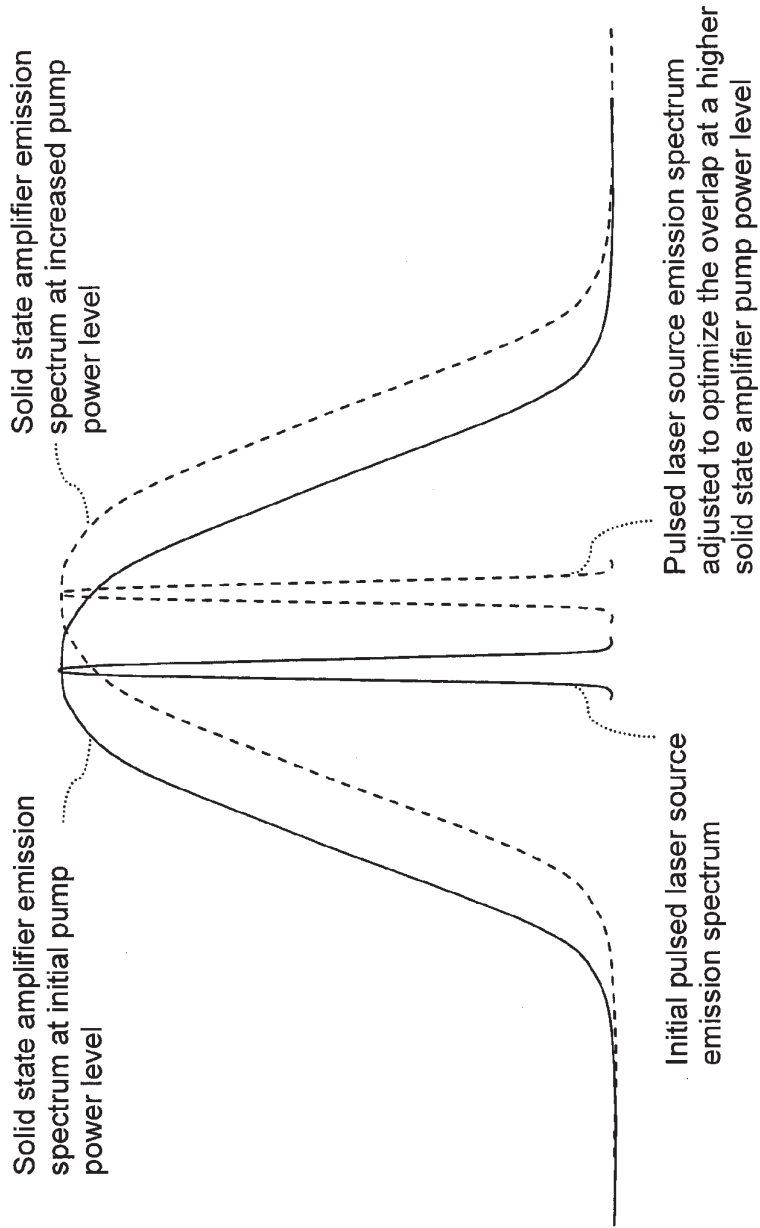 Solid state amplifier emission
spectrum at initial pump
power level
Solid state amplifier emission
spectrum at increased pump
power level
Initial pulsed laser source
emission spectrum
Pulsed laser source emission spectrum
adjusted to optimize the overlap at a higher
solid state amplifier pump power level